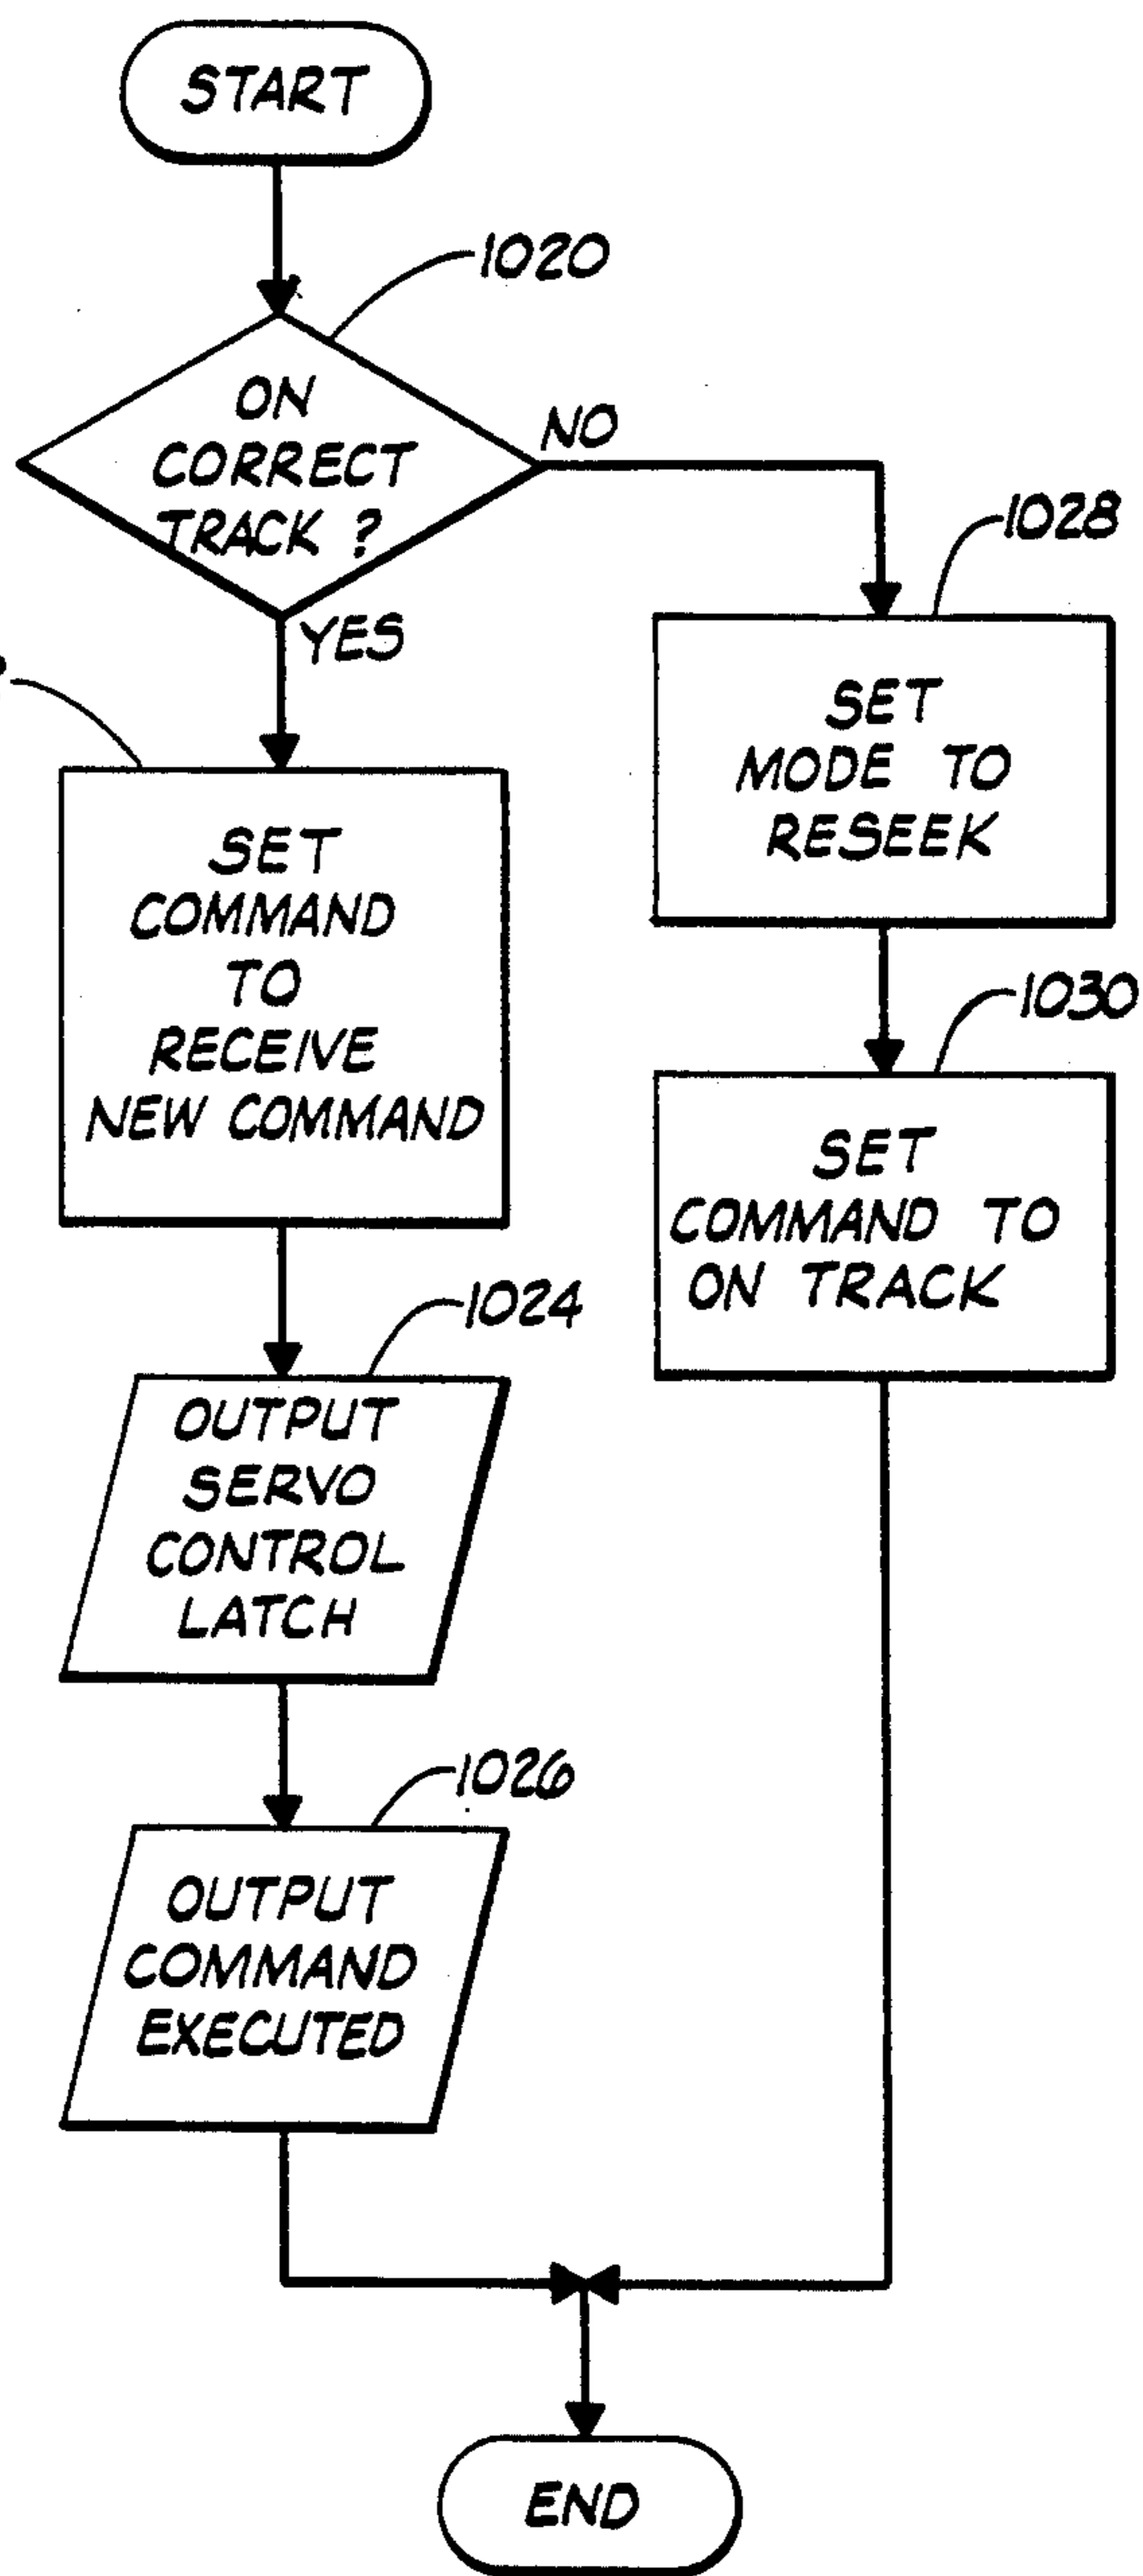 START
1020
ON
CORRECT
TRACK ?
NO
YES
1028
SET
MODE TO
RESEEK
SET
COMMAND
TO
RECEIVE
NEW COMMAND
1030
SET
COMMAND TO
ON TRACK
1024
OUTPUT
SERVO
CONTROL
LATCH
1026
OUTPUT
COMMAND
EXECUTED
END